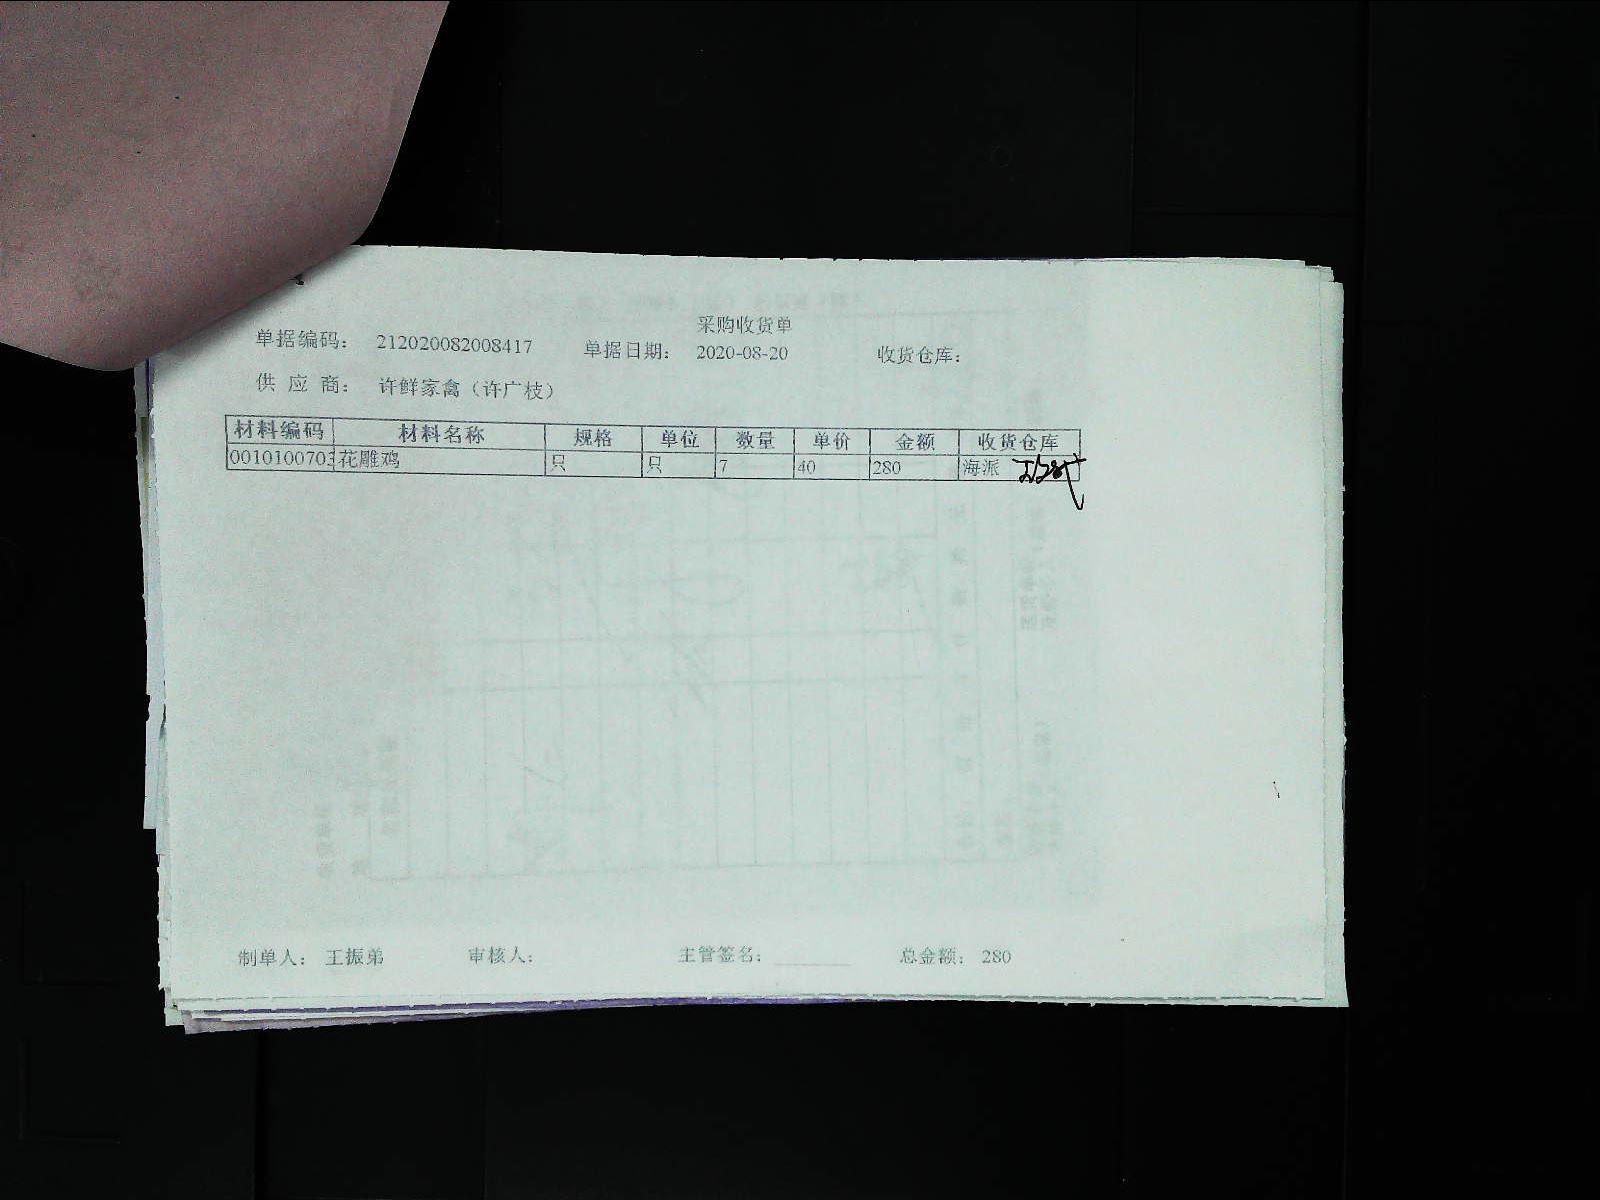 采购收货单
单据编码： 212020082008417 单据日期： 2020-08-20 收货仓库：
供 应 商： 许鲜家禽（许广枝）
材料编码 材料名称 规格 单位 数量 单价 金额 收货仓库
0010100703 花雕鸡 只 只 7 40 280 海派
制单人： 王振弟 审核人： 主管签名： 总金额： 280